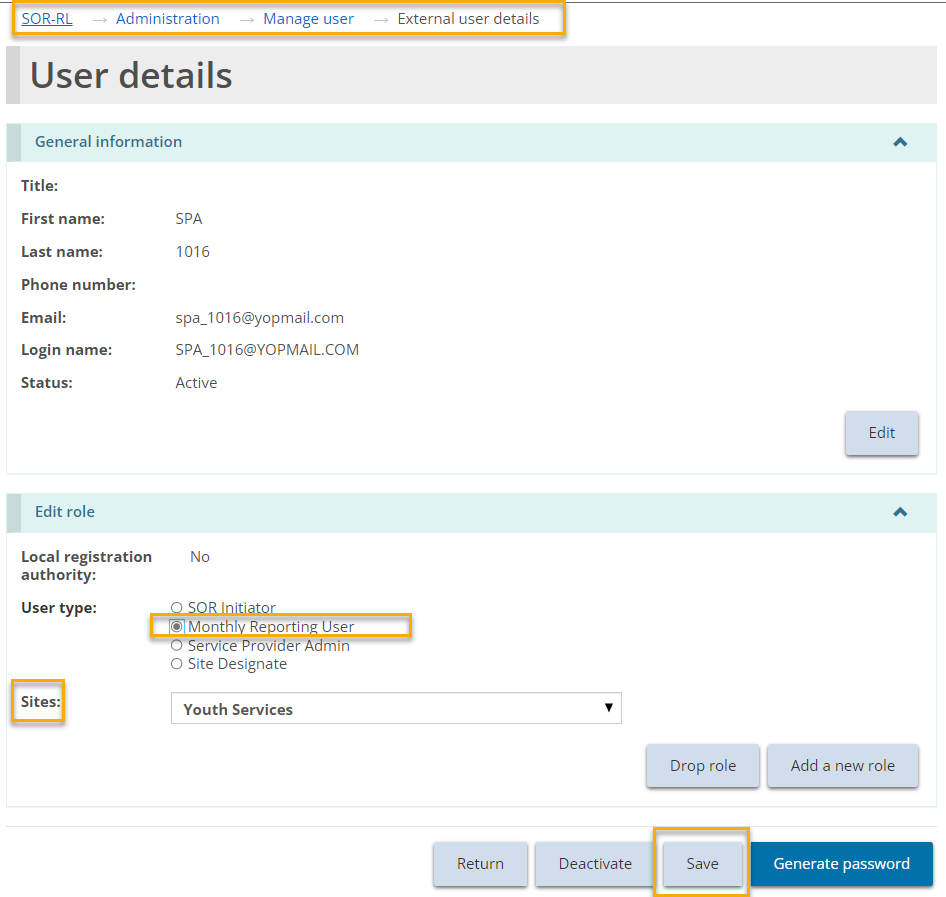 SOR-RL → Administration → Manage user → External user details
User details
General information
Title:
First name: SPA
Last name: 1016
Phone number:
Email: spa_1016@yopmail.com
Login name: SPA_1016@YOPMAIL.COM
Status: Active
Edit
Edit role
Local registration authority: No
User type: SOR Initiator
Monthly Reporting User
Service Provider Admin
Site Designate
Sites: Youth Services
Drop role Add a new role
Return Deactivate Save Generate password